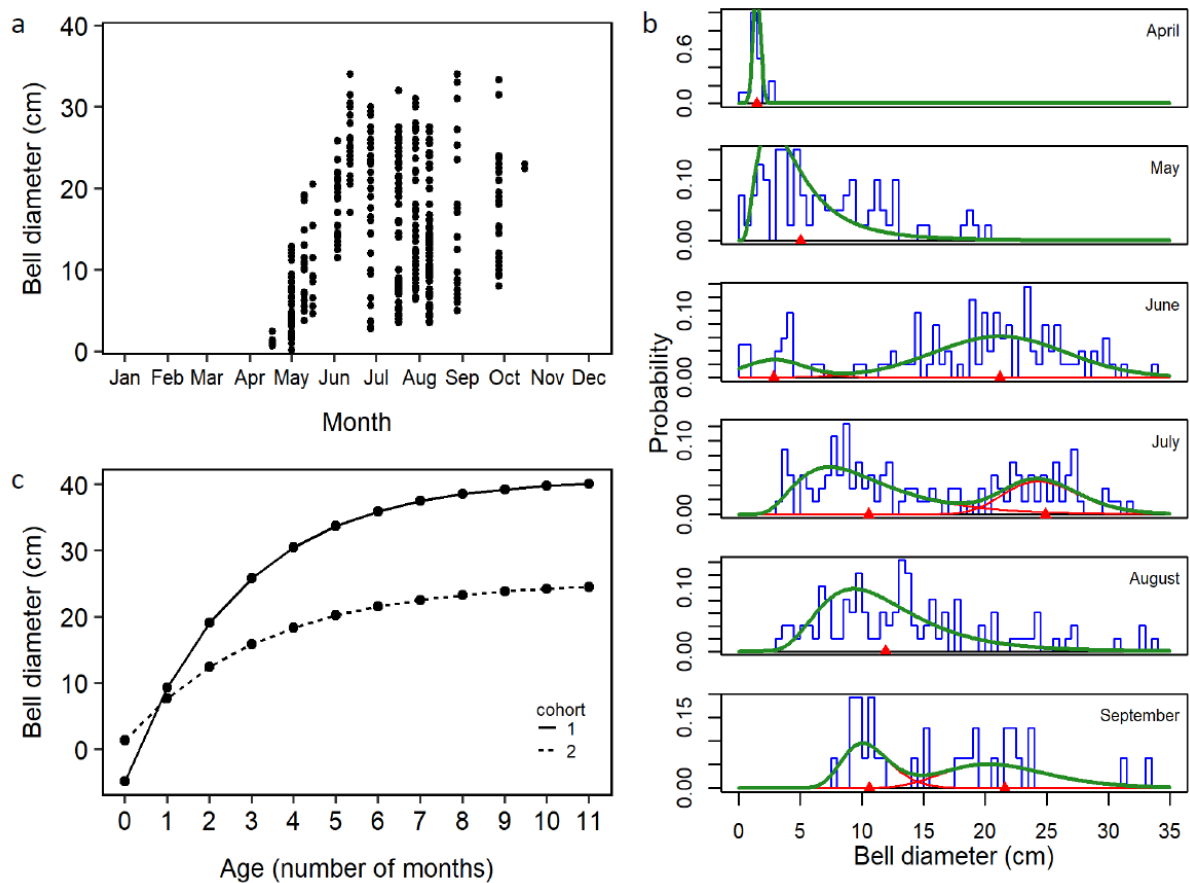 a
Bell diameter (cm)
40
30
20
10
0
Jan Feb Mar Apr May Jun Jul Aug Sep Oct Nov Dec
Month
b
Probability
April
0.6
0.0
May
0.10
0.00
June
0.10
0.00
July
0.10
0.00
August
0.10
0.00
September
0.15
0.00
0 5 10 15 20 25 30 35
Bell diameter (cm)
c
Bell diameter (cm)
40
30
20
10
0
cohort
1
2
0 1 2 3 4 5 6 7 8 9 10 11
Age (number of months)